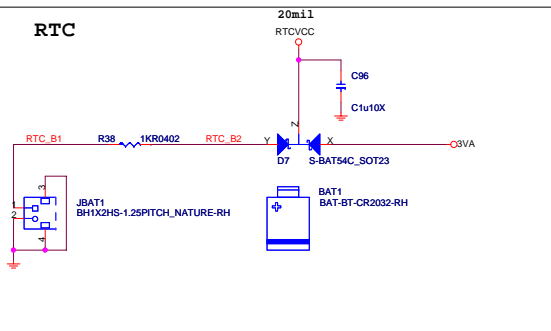 20mil
RTC
RTCVCC
C96
C1u10X
Z
RTC_B1
R38
1KR0402
RTC_B2
Y
X
3VA
D7
S-BAT54C_SOT23
3
1
2
4
JBAT1
BH1X2HS-1.25PITCH_NATURE-RH
BAT1
BAT-BT-CR2032-RH